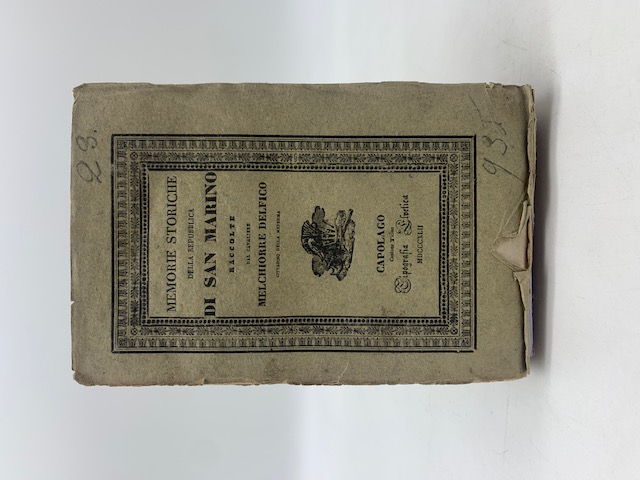 23.
MEMORIE STORICHE
DELLA REPUBBLICA
DI SAN MARINO
RACCOLTE
DAL CAVALIERE
MELCHIORRE DELFICO
CITTADINO DELLA MEDESIMA
CAPOLAGO
Cantone Ticino
Tipografia Elvetica
MDCCCXLII